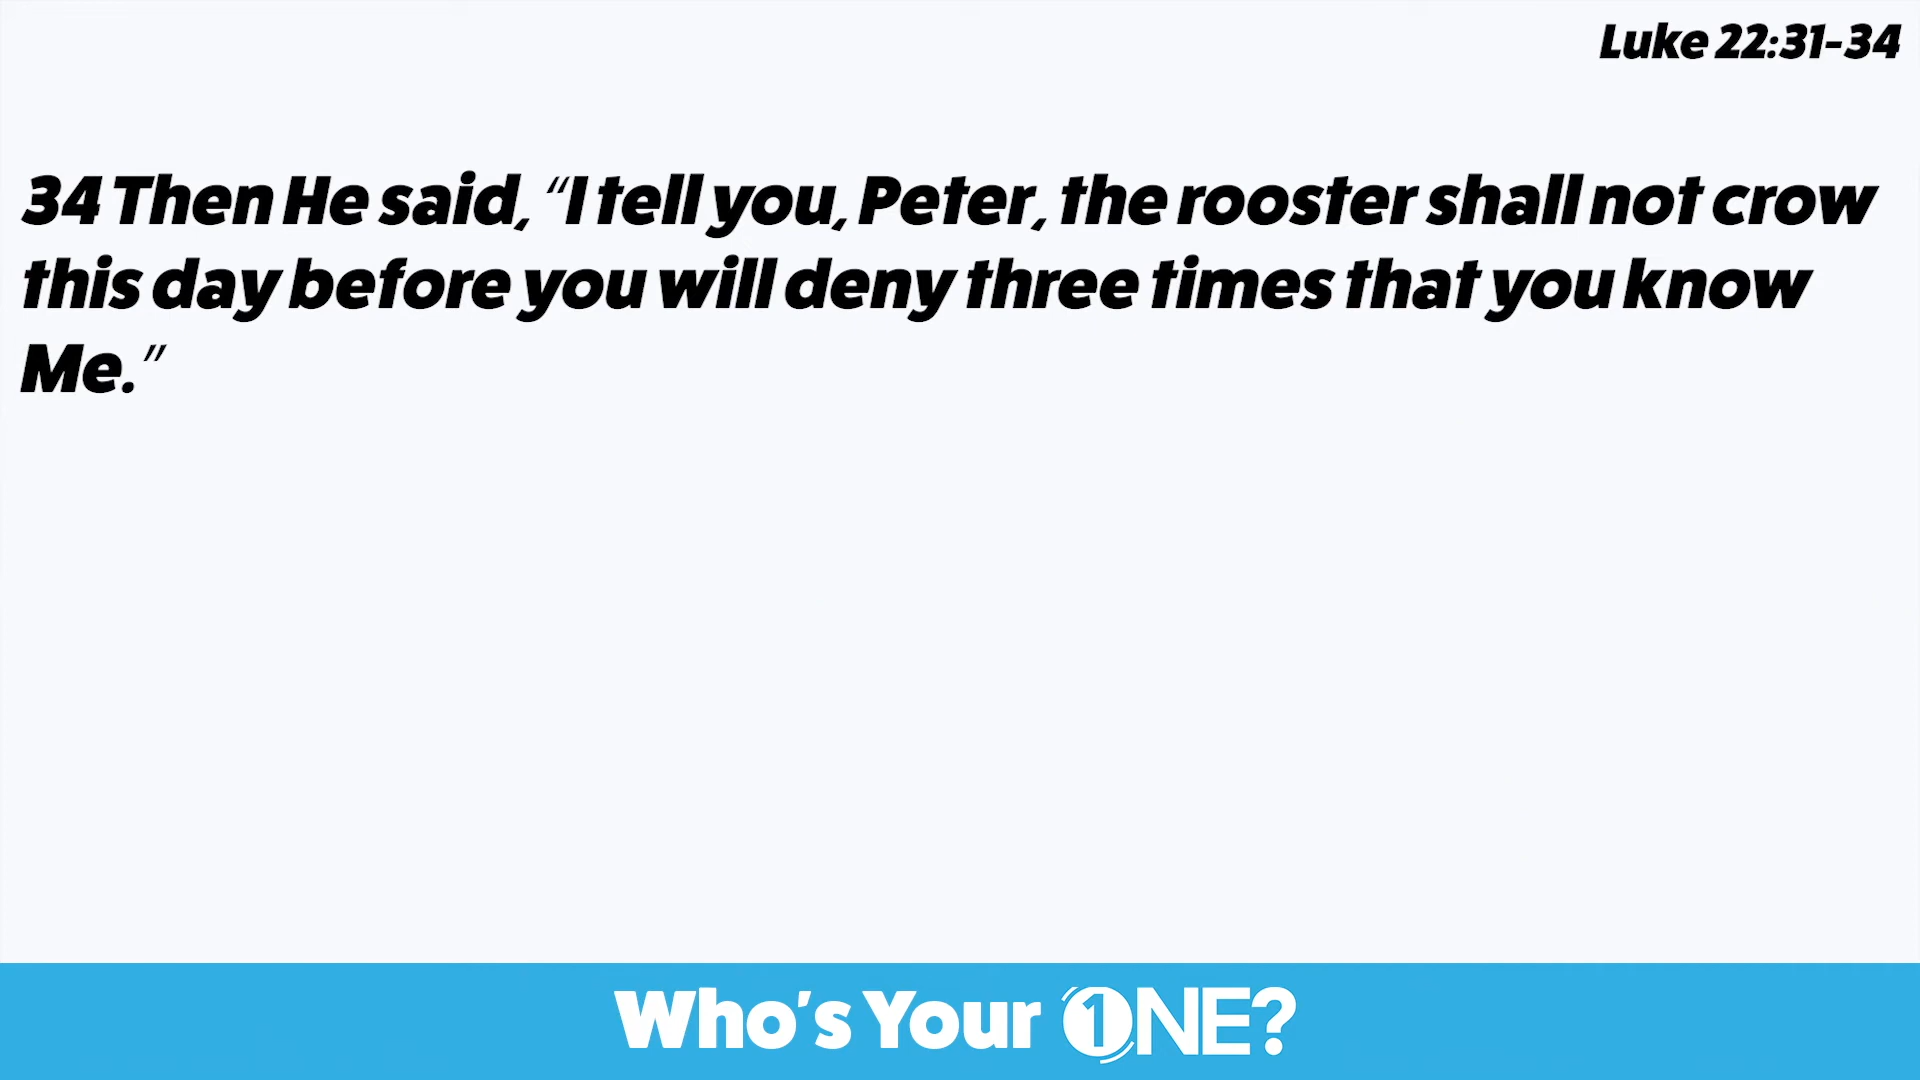 Luke 22:31-34
34 Then He said, “I tell you, Peter, the rooster shall not crow
this day before you will deny three times that you know
Me.”
Who's Your 1NE?